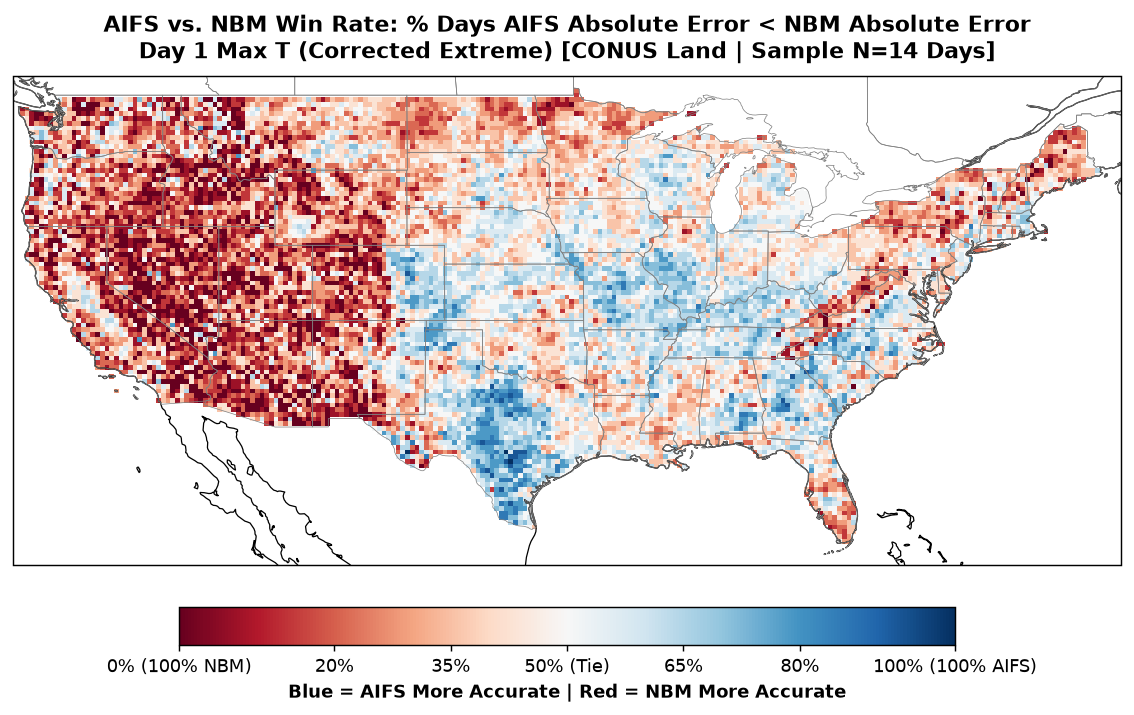 AIFS vs. NBM Win Rate: % Days AIFS Absolute Error < NBM Absolute Error
Day 1 Max T (Corrected Extreme) [CONUS Land | Sample N=14 Days]
0% (100% NBM) 20% 35% 50% (Tie) 65% 80% 100% (100% AIFS)
Blue = AIFS More Accurate | Red = NBM More Accurate